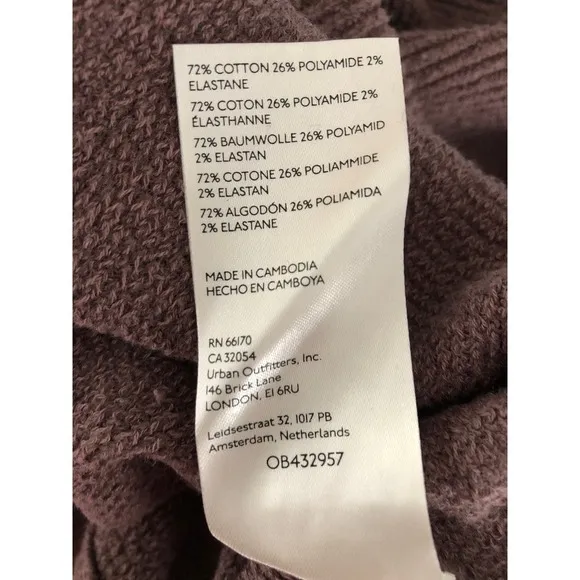 72% COTTON 26% POLYAMIDE 2%
ELASTANE
72% COTON 26% POLYAMIDE 2%
ÉLASTHANNE
72% BAUMWOLLE 26% POLYAMID
2% ELASTAN
72% COTONE 26% POLIAMMIDE
2% ELASTAN
72% ALGODÓN 26% POLIAMIDA
2% ELASTANE
MADE IN CAMBODIA
HECHO EN CAMBOYA
RN 66170
CA 32054
Urban Outfitters, Inc.
146 Brick Lane
LONDON, E1 6RU
Leidsestraat 32, 1017 PB
Amsterdam, Netherlands
OB432957